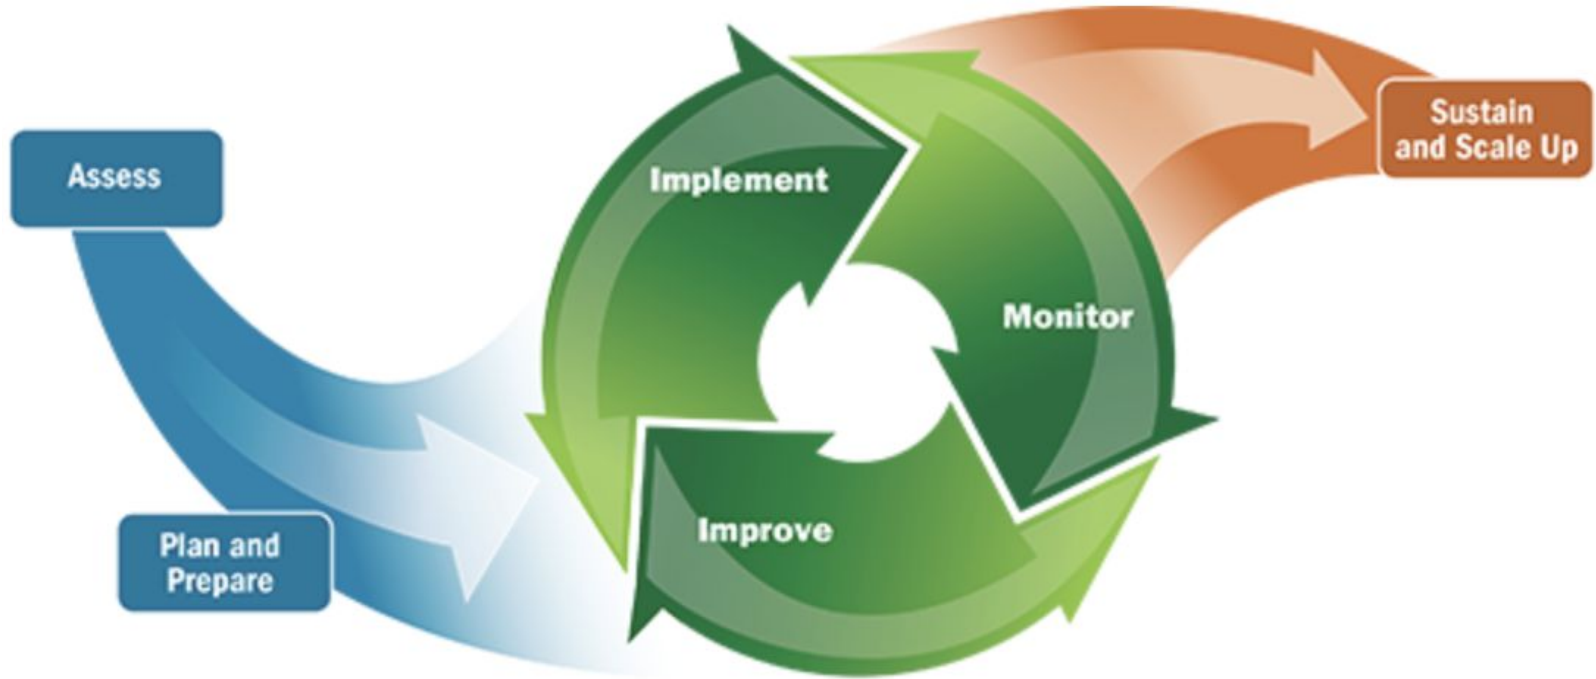 Assess
Plan and
Prepare
Implement
Monitor
Improve
Sustain
and Scale Up